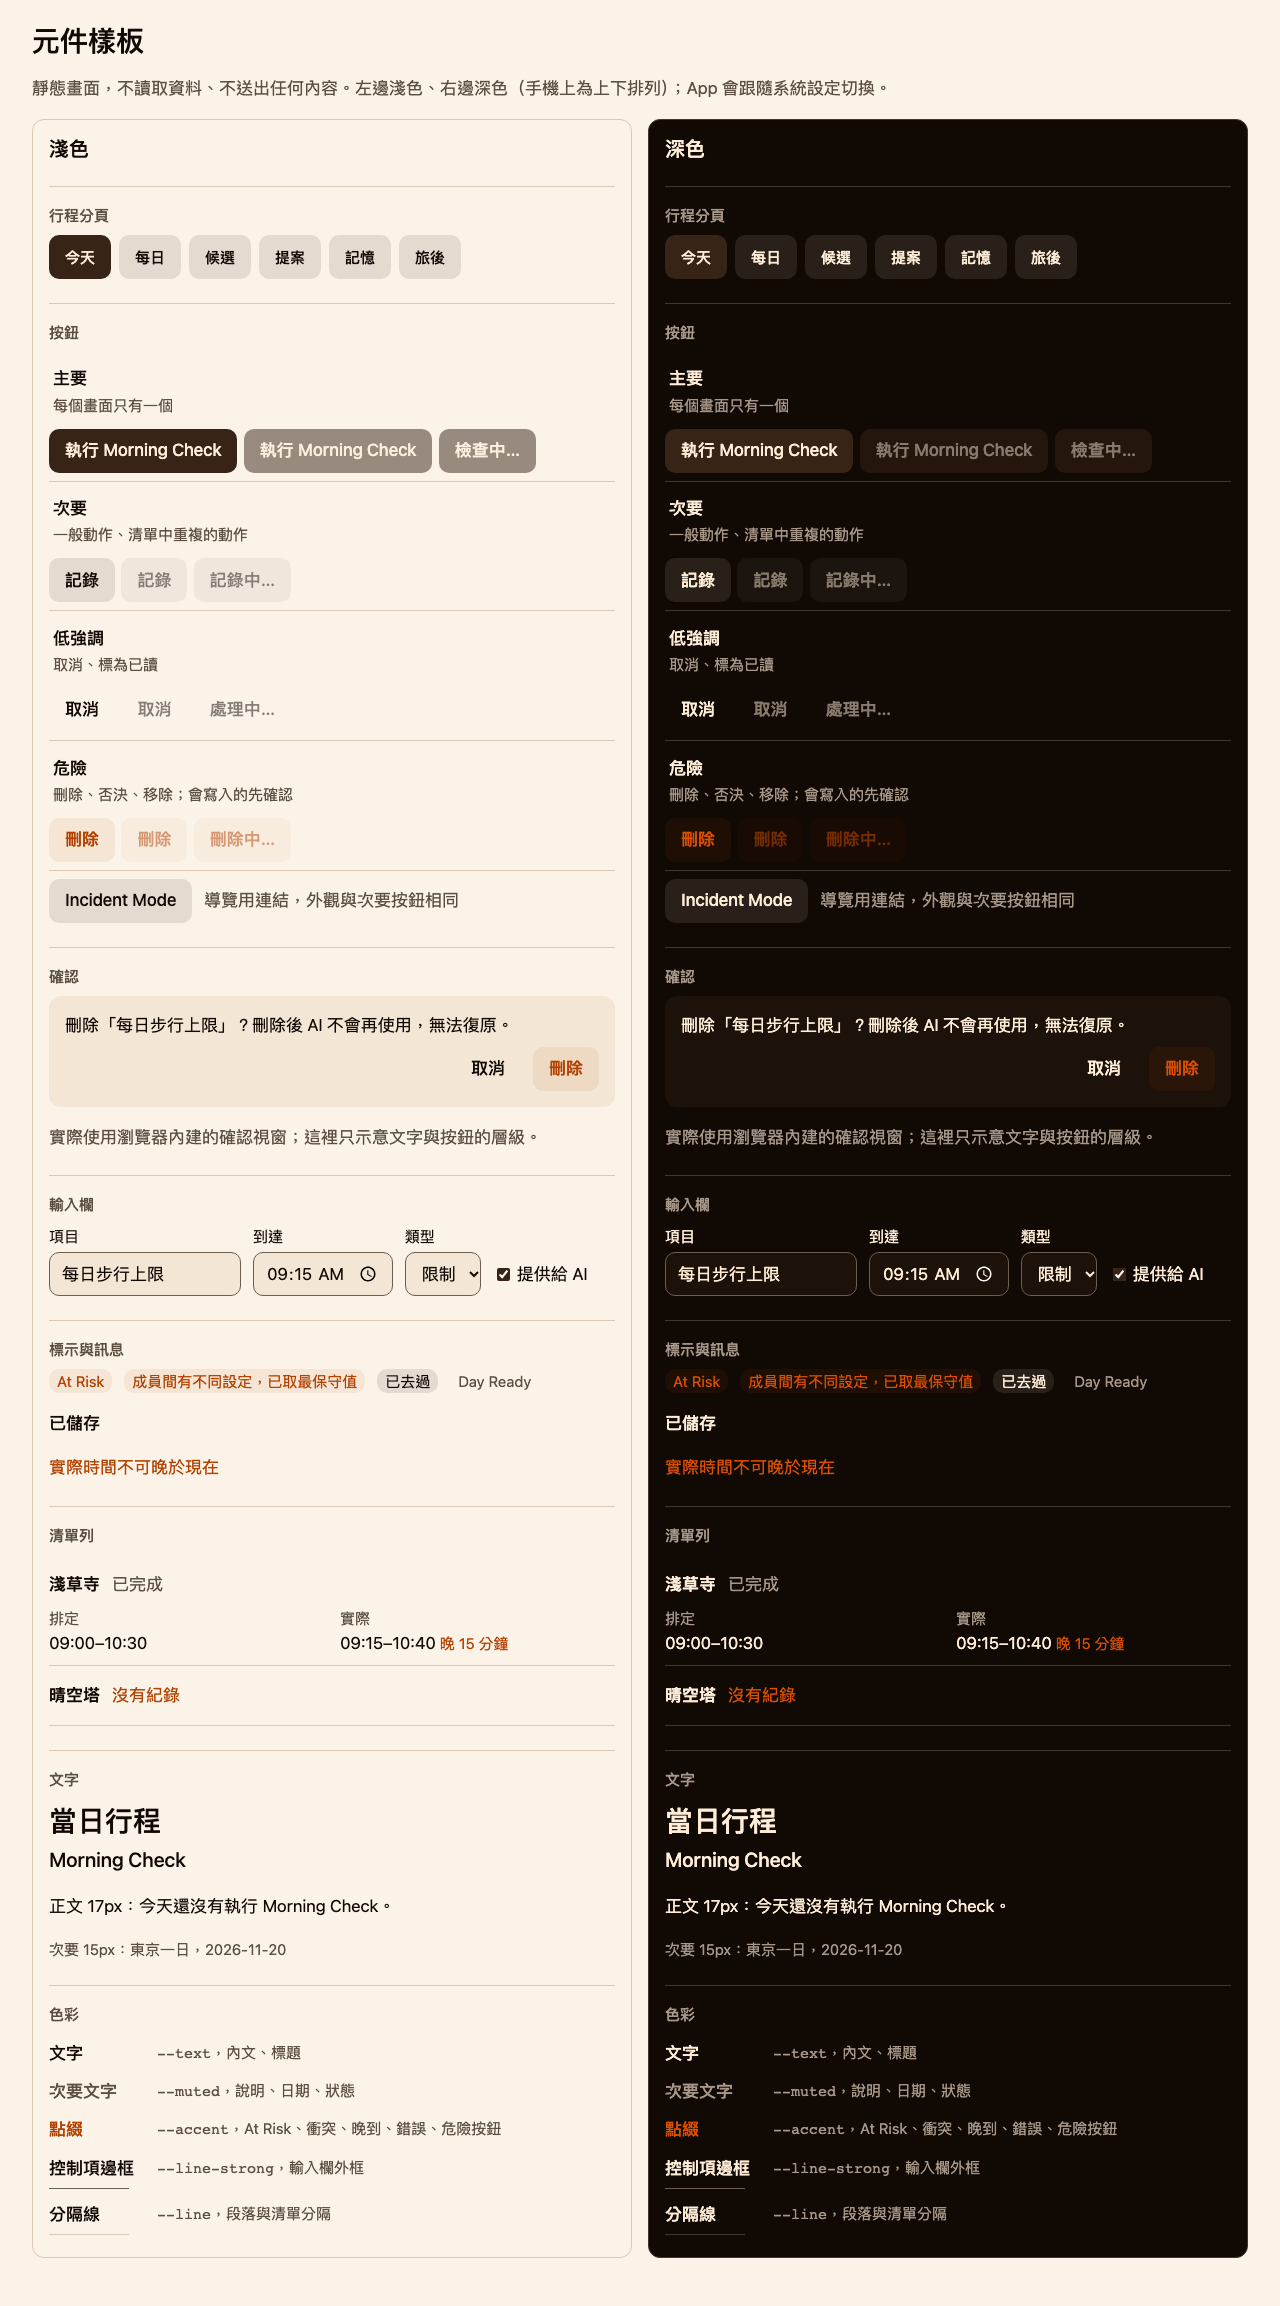 元件樣板
靜態畫面，不讀取資料、不送出任何內容。左邊淺色、右邊深色（手機上為上下排列）；App 會跟隨系統設定切換。
淺色
行程分頁
今天 每日 候選 提案 記憶 旅後
按鈕
主要
每個畫面只有一個
執行 Morning Check 執行 Morning Check 檢查中...
次要
一般動作、清單中重複的動作
記錄 記錄 記錄中...
低強調
取消、標為已讀
取消 取消 處理中...
危險
刪除、否決、移除；會寫入的先確認
刪除 刪除 刪除中...
Incident Mode 導覽用連結，外觀與次要按鈕相同
確認
刪除「每日步行上限」？刪除後 AI 不會再使用，無法復原。
取消 刪除
實際使用瀏覽器內建的確認視窗；這裡只示意文字與按鈕的層級。
輸入欄
項目 到達 類型
每日步行上限 09:15 AM 限制 提供給 AI
標示與訊息
At Risk 成員間有不同設定，已取最保守值 已去過 Day Ready
已儲存
實際時間不可晚於現在
清單列
淺草寺 已完成
排定 實際
09:00–10:30 09:15–10:40 晚 15 分鐘
晴空塔 沒有紀錄
文字
當日行程
Morning Check
正文 17px：今天還沒有執行 Morning Check。
次要 15px：東京一日，2026-11-20
色彩
文字 --text，內文、標題
次要文字 --muted，說明、日期、狀態
點綴 --accent，At Risk、衝突、晚到、錯誤、危險按鈕
控制項邊框 --line-strong，輸入欄外框
分隔線 --line，段落與清單分隔
深色
行程分頁
今天 每日 候選 提案 記憶 旅後
按鈕
主要
每個畫面只有一個
執行 Morning Check 執行 Morning Check 檢查中...
次要
一般動作、清單中重複的動作
記錄 記錄 記錄中...
低強調
取消、標為已讀
取消 取消 處理中...
危險
刪除、否決、移除；會寫入的先確認
刪除 刪除 刪除中...
Incident Mode 導覽用連結，外觀與次要按鈕相同
確認
刪除「每日步行上限」？刪除後 AI 不會再使用，無法復原。
取消 刪除
實際使用瀏覽器內建的確認視窗；這裡只示意文字與按鈕的層級。
輸入欄
項目 到達 類型
每日步行上限 09:15 AM 限制 提供給 AI
標示與訊息
At Risk 成員間有不同設定，已取最保守值 已去過 Day Ready
已儲存
實際時間不可晚於現在
清單列
淺草寺 已完成
排定 實際
09:00–10:30 09:15–10:40 晚 15 分鐘
晴空塔 沒有紀錄
文字
當日行程
Morning Check
正文 17px：今天還沒有執行 Morning Check。
次要 15px：東京一日，2026-11-20
色彩
文字 --text，內文、標題
次要文字 --muted，說明、日期、狀態
點綴 --accent，At Risk、衝突、晚到、錯誤、危險按鈕
控制項邊框 --line-strong，輸入欄外框
分隔線 --line，段落與清單分隔